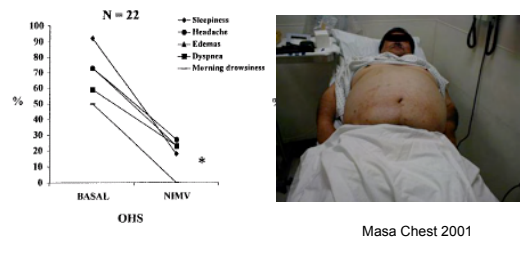 N = 22
Sleepiness
Headache
Edemas
Dyspnea
Morning drowsiness
100
90
80
70
60
50
40
30
20
10
0
%
*
BASAL
NIMV
OHS
Masa Chest 2001